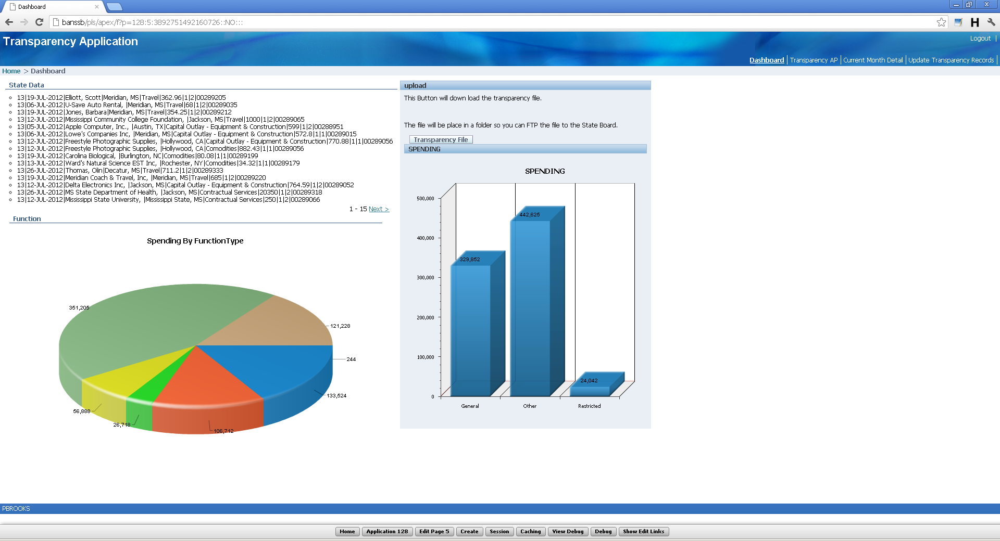 Dashboard
banssb/pls/apex/f?p=128:5:3892751492160726::NO:::
Transparency Application
Logout |
Dashboard | Transparency AP | Current Month Detail | Update Transparency Records |
Home > Dashboard
State Data
13|19-JUL-2012|Elliott, Scott|Meridian, MS|Travel|362.96|1|2|00289205
13|06-JUL-2012|U-Save Auto Rental, |Meridian, MS|Travel|68|1|2|00289035
13|19-JUL-2012|Jones, Barbara|Meridian, MS|Travel|354.25|1|2|00289212
13|12-JUL-2012|Mississippi Community College Foundation, |Jackson, MS|Travel|1000|1|2|00289065
13|05-JUL-2012|Apple Computer, Inc., |Austin, TX|Capital Outlay - Equipment & Construction|599|1|2|00288951
13|06-JUL-2012|Lowe's Companies Inc, |Meridian, MS|Capital Outlay - Equipment & Construction|572.8|1|1|00289015
13|12-JUL-2012|Freestyle Photographic Supplies, |Hollywood, CA|Capital Outlay - Equipment & Construction|770.88|1|1|00289056
13|12-JUL-2012|Freestyle Photographic Supplies, |Hollywood, CA|Comodities|882.43|1|1|00289056
13|19-JUL-2012|Carolina Biological, |Burlington, NC|Comodities|80.08|1|1|00289199
13|13-JUL-2012|Ward's Natural Science EST Inc, |Rochester, NY|Comodities|34.32|1|1|00289179
13|26-JUL-2012|Thomas, Olin|Decatur, MS|Travel|711.2|1|2|00289333
13|19-JUL-2012|Meridian Coach & Travel, Inc, |Meridian, MS|Travel|685|1|2|00289220
13|12-JUL-2012|Delta Electronics Inc, |Jackson, MS|Capital Outlay - Equipment & Construction|764.59|1|2|00289052
13|26-JUL-2012|MS State Department of Health, |Jackson, MS|Contractual Services|20350|1|2|00289318
13|12-JUL-2012|Mississippi State University, |Mississippi State, MS|Contractual Services|250|1|2|00289066
1 - 15 Next >
Function
Spending By FunctionType
351,205
121,228
244
133,524
56,888
26,718
106,712
upload
This Button will down load the transparency file.
The file will be place in a folder so you can FTP the file to the State Board.
Transparency File
SPENDING
SPENDING
500,000
442,625
400,000
329,852
300,000
200,000
100,000
24,042
0
General Other Restricted
PBROOKS
Home Application 128 Edit Page 5 Create Session Caching View Debug Debug Show Edit Links